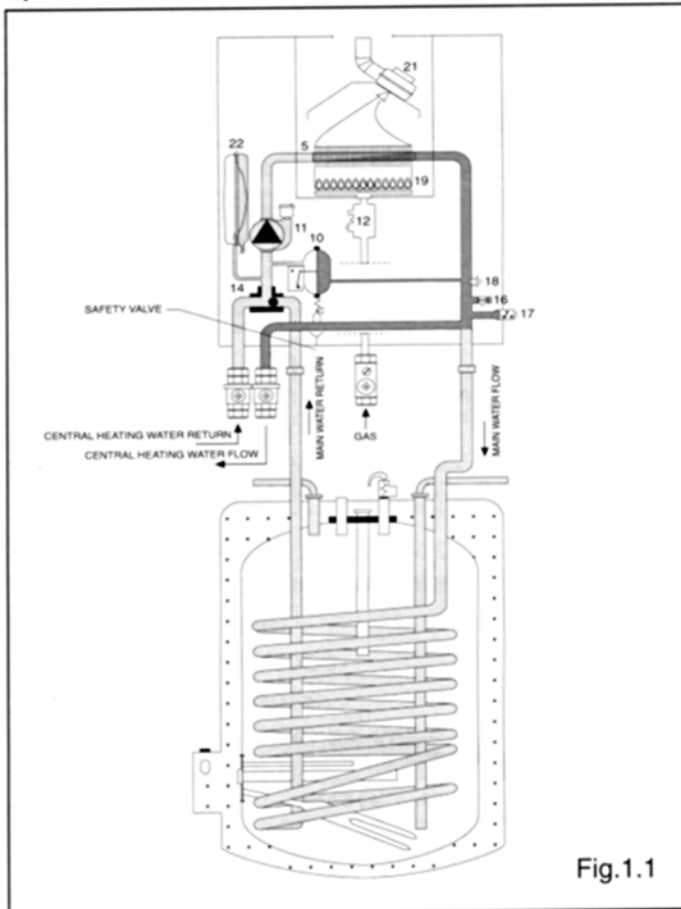 21
22
5
19
12
11
10
14
18
16
17
SAFETY VALVE
MAIN WATER RETURN
MAIN WATER FLOW
GAS
CENTRAL HEATING WATER RETURN
CENTRAL HEATING WATER FLOW
Fig.1.1